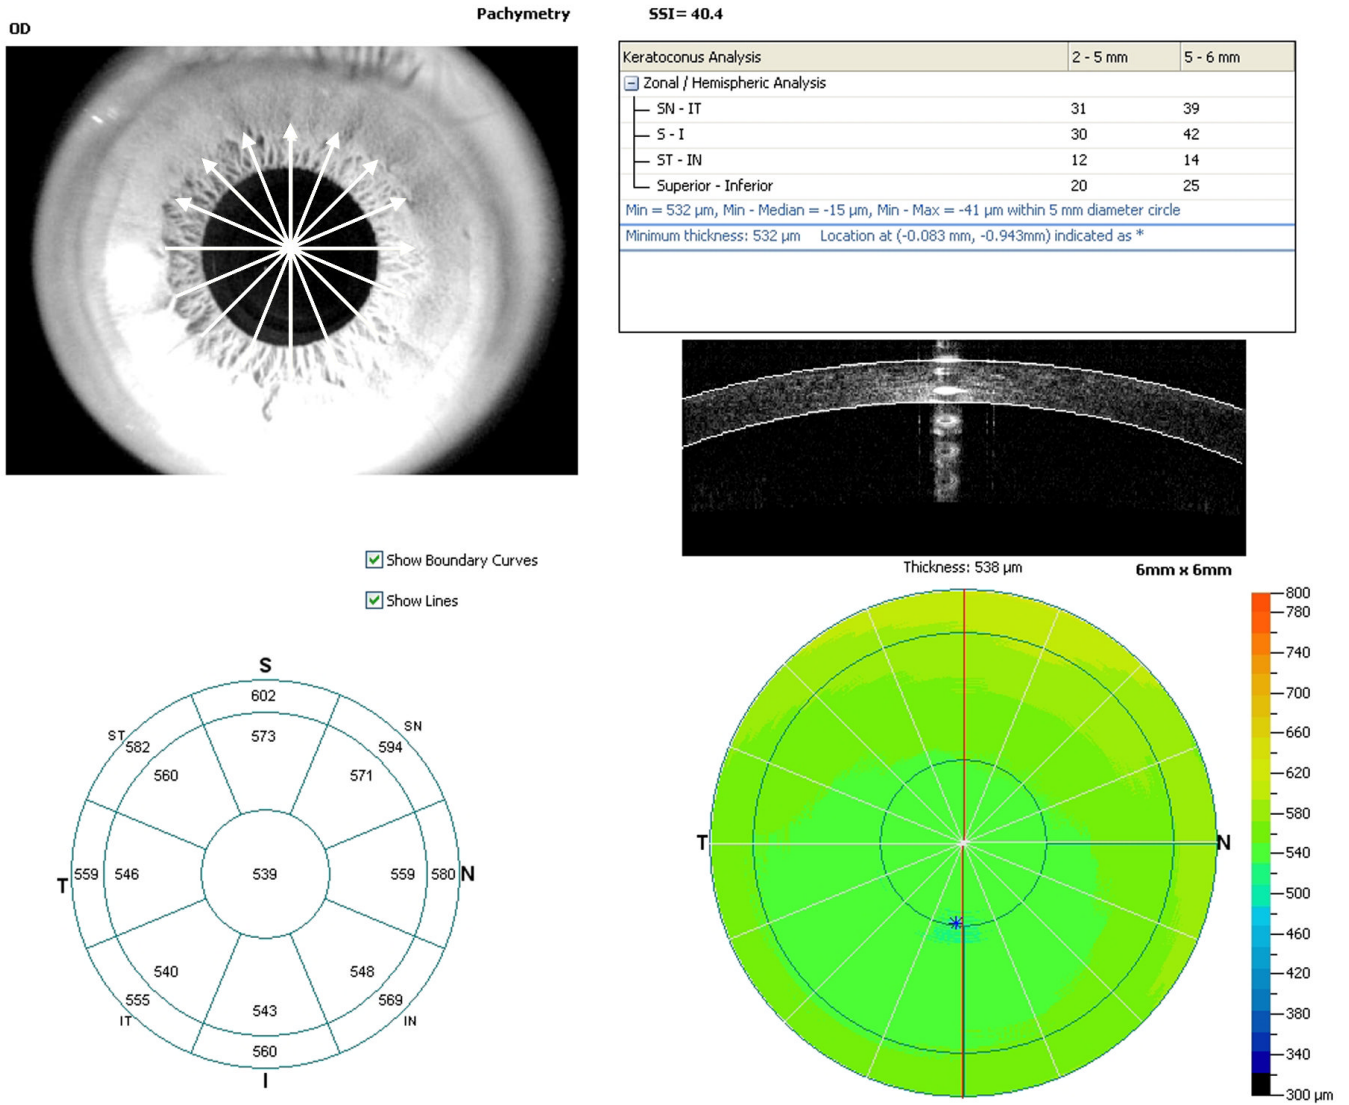 Pachymetry
SSI= 40.4
OD
Keratoconus Analysis 2 - 5 mm 5 - 6 mm
Zonal / Hemispheric Analysis
SN - IT 31 39
S - I 30 42
ST - IN 12 14
Superior - Inferior 20 25
Min = 532 µm, Min - Median = -15 µm, Min - Max = -41 µm within 5 mm diameter circle
Minimum thickness: 532 µm Location at (-0.083 mm, -0.943mm) indicated as *
Show Boundary Curves
Show Lines
Thickness: 538 µm
6mm x 6mm
S
602
ST SN
582 573 594
560 571
T 559 546 539 559 580 N
540 548
555 543 569
IT IN
560
I
T N
800
780
740
700
660
620
580
540
500
460
420
380
340
300 µm